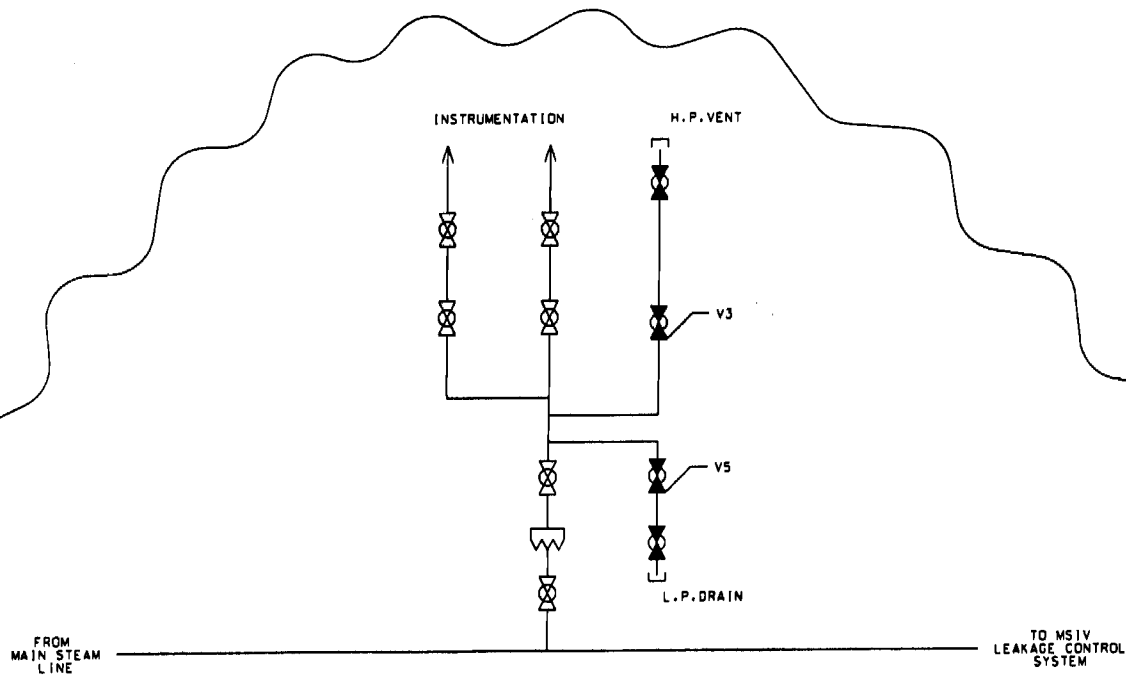 INSTRUMENTATION
H.P.VENT
V3
V5
L.P.DRAIN
FROM
MAIN STEAM
LINE
TO MSIV
LEAKAGE CONTROL
SYSTEM